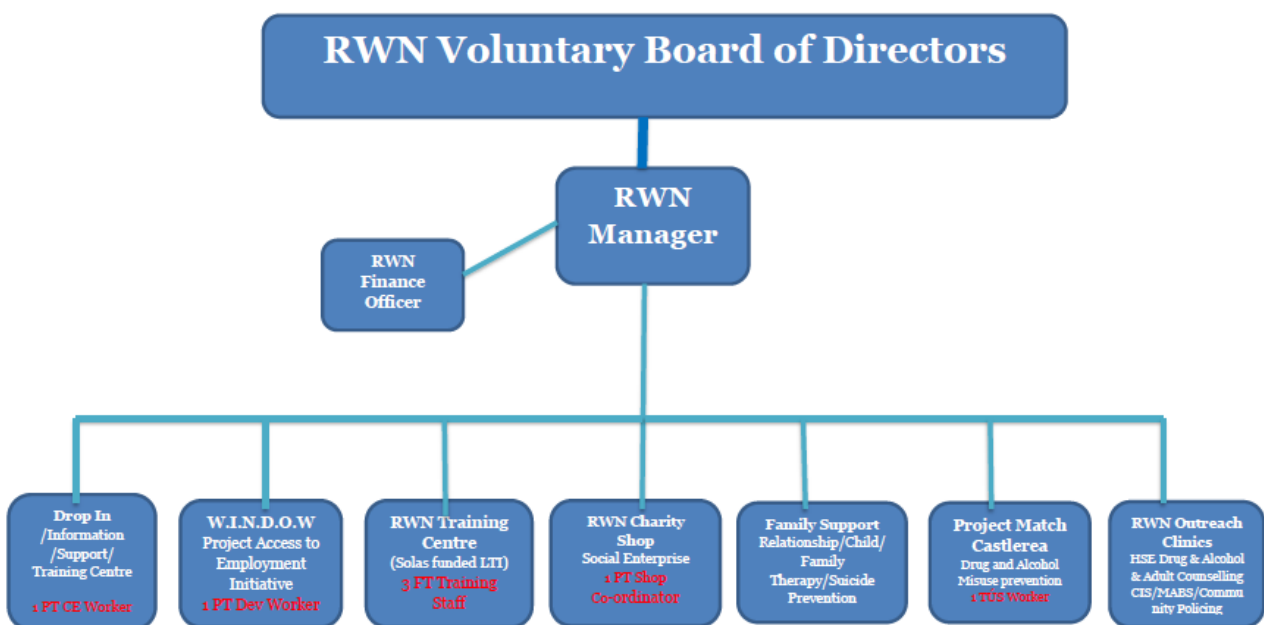 RWN Voluntary Board of Directors
RWN
Manager
RWN
Finance
Officer
Drop In
/Information
/Support/
Training Centre
1 PT CE Worker
W.I.N.D.O.W
Project Access to
Employment
Initiative
1 PT Dev Worker
RWN Training
Centre
(Solas funded LTI)
3 FT Training
Staff
RWN Charity
Shop
Social Enterprise
1 PT Shop
Co-ordinator
Family Support
Relationship/Child/
Family
Therapy/Suicide
Prevention
Project Match
Castlerea
Drug and Alcohol
Misuse prevention
1 TÚS Worker
RWN Outreach
Clinics
HSE Drug & Alcohol
& Adult Counselling
CIS/MABS/Commu
nity Policing